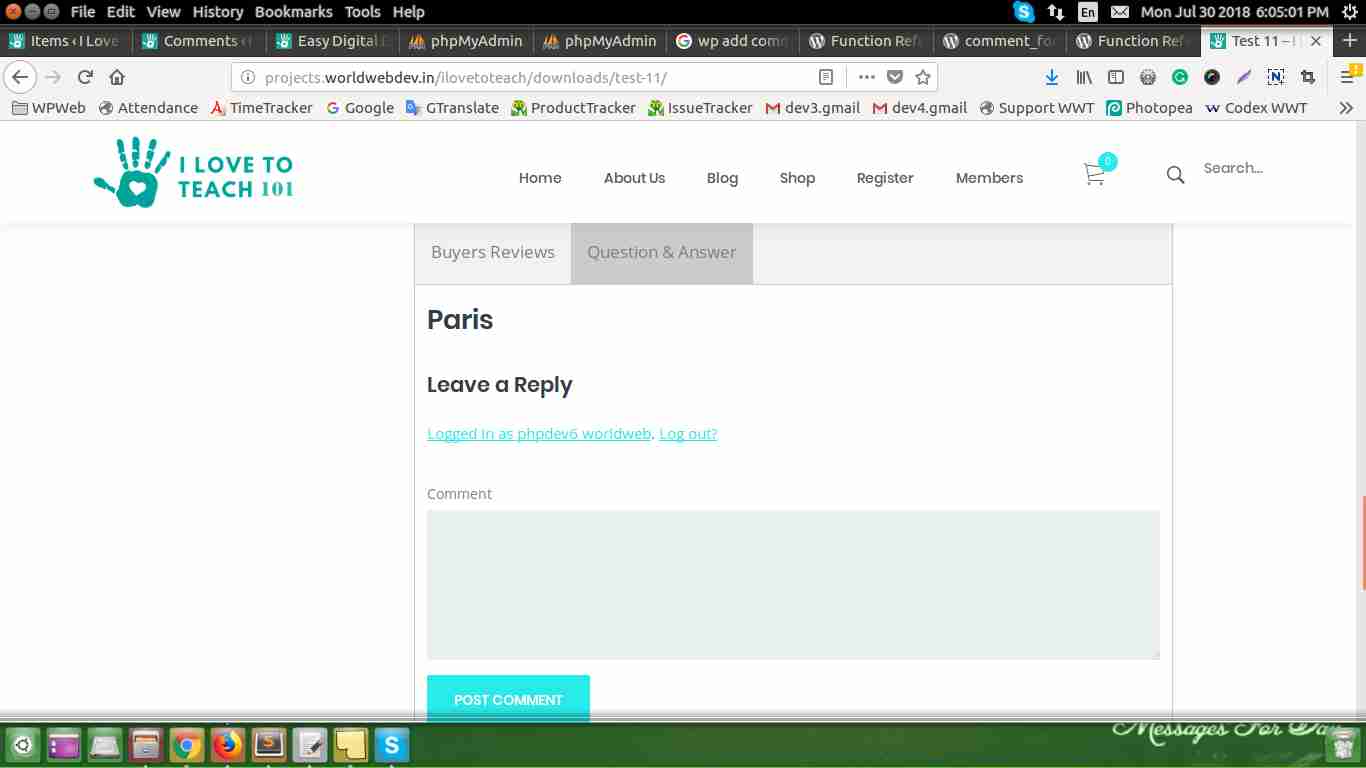 File Edit View History Bookmarks Tools Help
En Mon Jul 30 2018 6:05:01 PM
Items ‹ I Love Comments ‹ Easy Digital phpMyAdmin phpMyAdmin wp add com Function Ref comment_fo Function Ref Test 11 –
projects.worldwebdev.in/ilovetoteach/downloads/test-11/
WPWeb Attendance TimeTracker Google GTranslate ProductTracker IssueTracker dev3.gmail dev4.gmail Support WWT Photopea Codex WWT
I LOVE TO
TEACH 101
Home About Us Blog Shop Register Members 0 Search...
Buyers Reviews Question & Answer
Paris
Leave a Reply
Logged in as phpdev6 worldweb. Log out?
Comment
POST COMMENT
Messages For Day